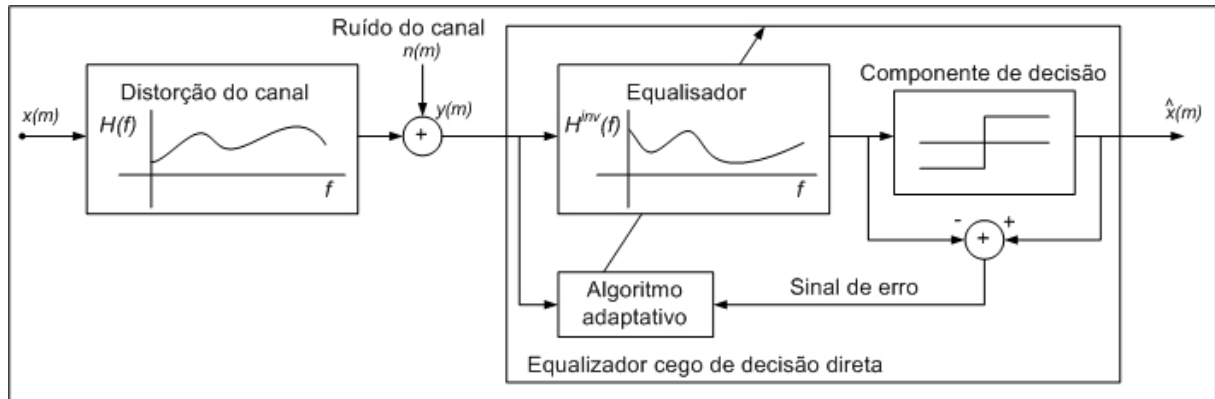 Ruído do canal
n(m)
x(m)
Distorção do canal
H(f)
f
+
y(m)
Equalisador
H^inv(f)
f
Componente de decisão
x̂(m)
-
+
+
Algoritmo
adaptativo
Sinal de erro
Equalizador cego de decisão direta